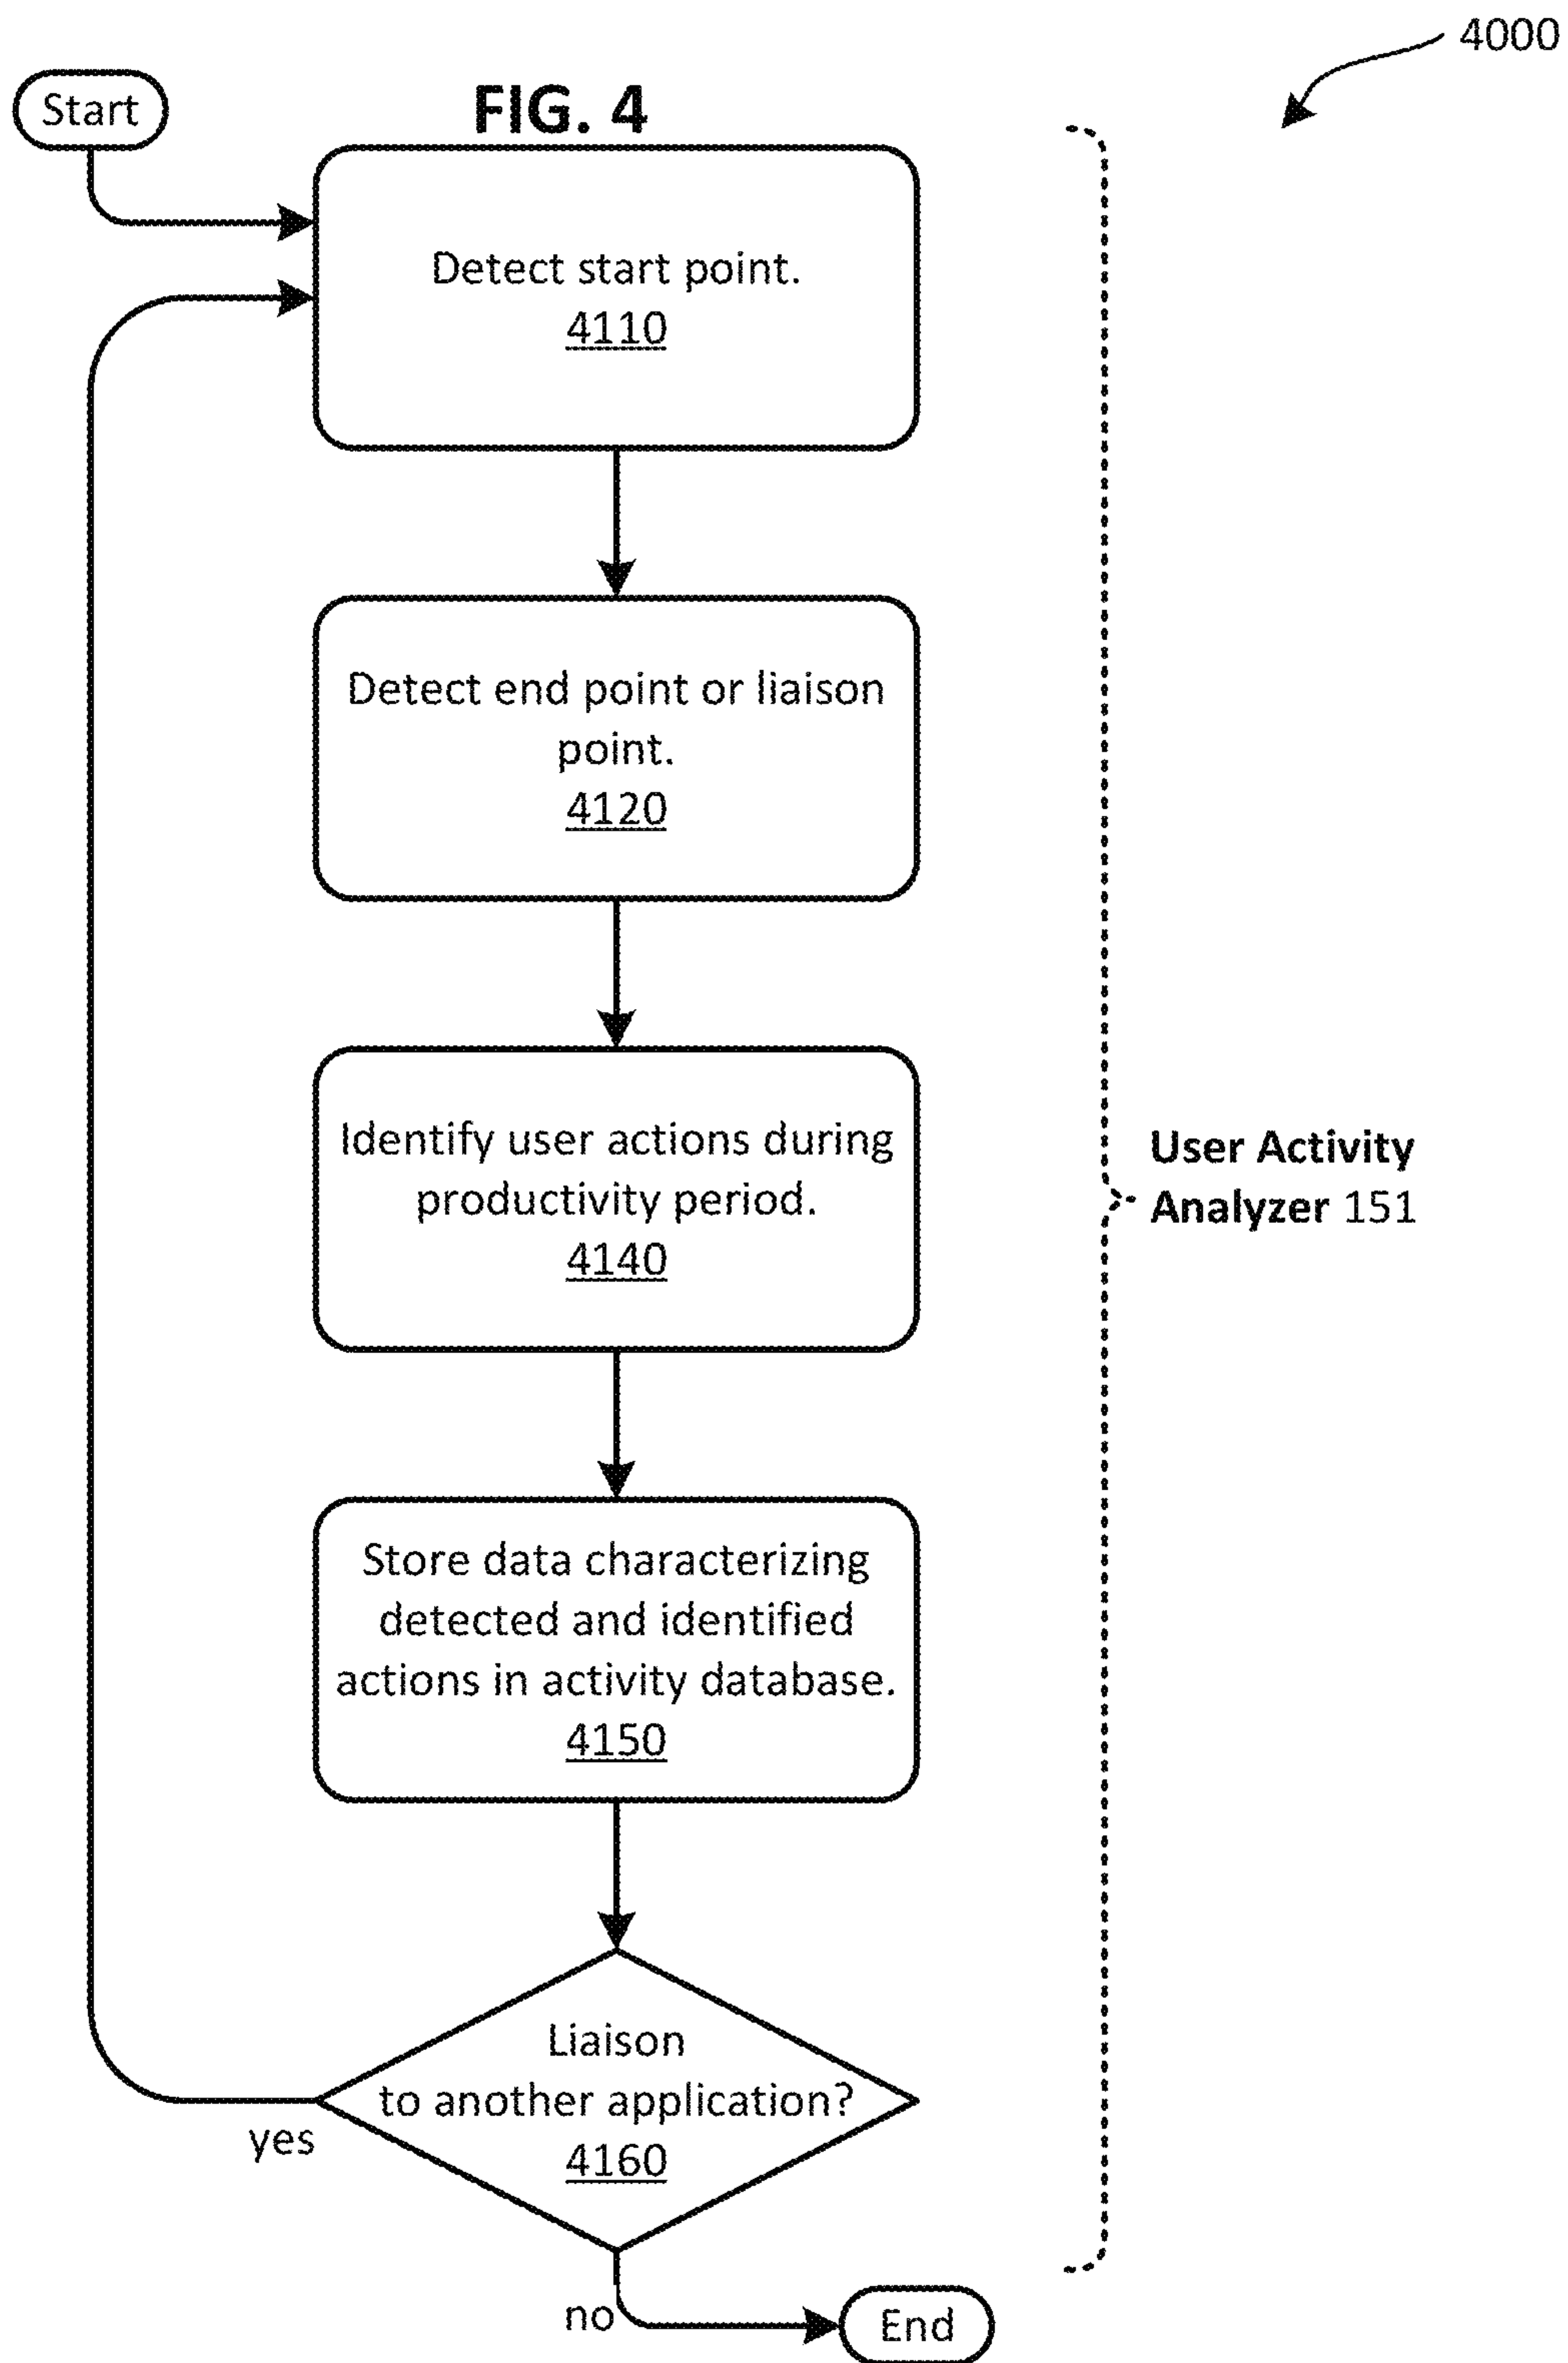 4000
Start
FIG. 4
Detect start point.
4110
Detect end point or liaison
point.
4120
Identify user actions during
productivity period.
4140
User Activity
Analyzer 151
Store data characterizing
detected and identified
actions in activity database.
4150
Liaison
to another application?
4160
yes
no
End